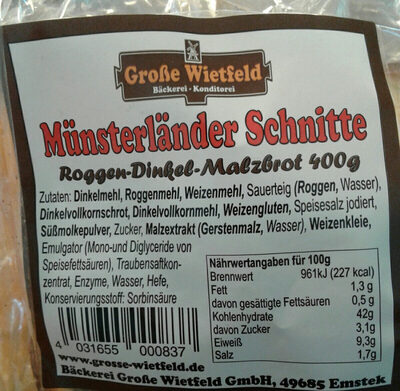 Große Wietfeld
Bäckerei · Konditorei
Münsterländer Schnitte
Roggen-Dinkel-Malzbrot 400g
Zutaten: Dinkelmehl, Roggenmehl, Weizenmehl, Sauerteig (Roggen, Wasser),
Dinkelvollkornschrot, Dinkelvollkornmehl, Weizengluten, Speisesalz jodiert,
Süßmolkepulver, Zucker, Malzextrakt (Gerstenmalz, Wasser), Weizenkleie,
Emulgator (Mono-und Diglyceride von
Speisefettsäuren), Traubensaftkon-
zentrat, Enzyme, Wasser, Hefe,
Konservierungsstoff: Sorbinsäure
4 031655 000837
www.grosse-wietfeld.de
Nährwertangaben für 100g
Brennwert 961kJ (227 kcal)
Fett 1,3 g
davon gesättigte Fettsäuren 0,5 g
Kohlenhydrate 42g
davon Zucker 3,1g
Eiweiß 9,3g
Salz 1,7g
Bäckerei Große Wietfeld GmbH, 49685 Emstek